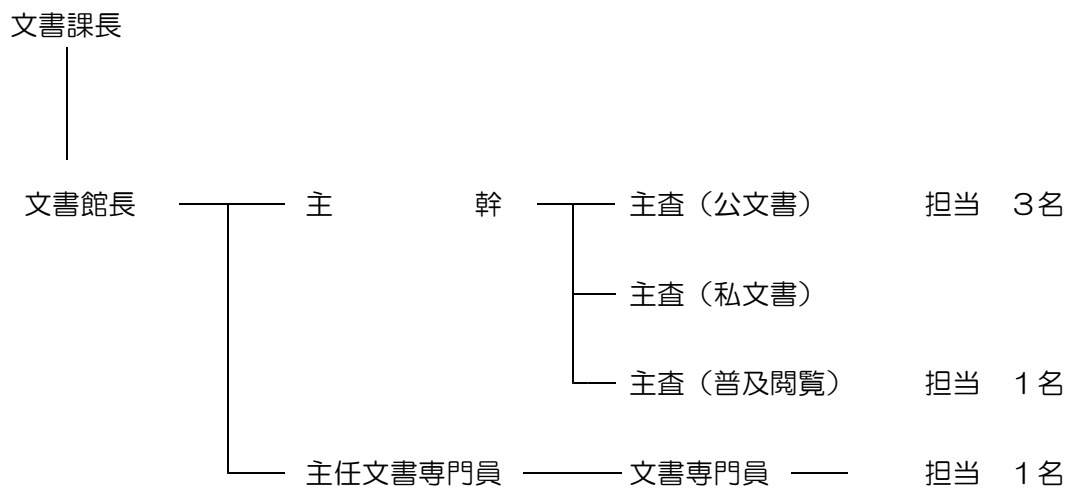 文書課長
文書館長　主　幹　主査（公文書）　担当　３名
主査（私文書）
主査（普及閲覧）　担当　１名
主任文書専門員　文書専門員　担当　１名